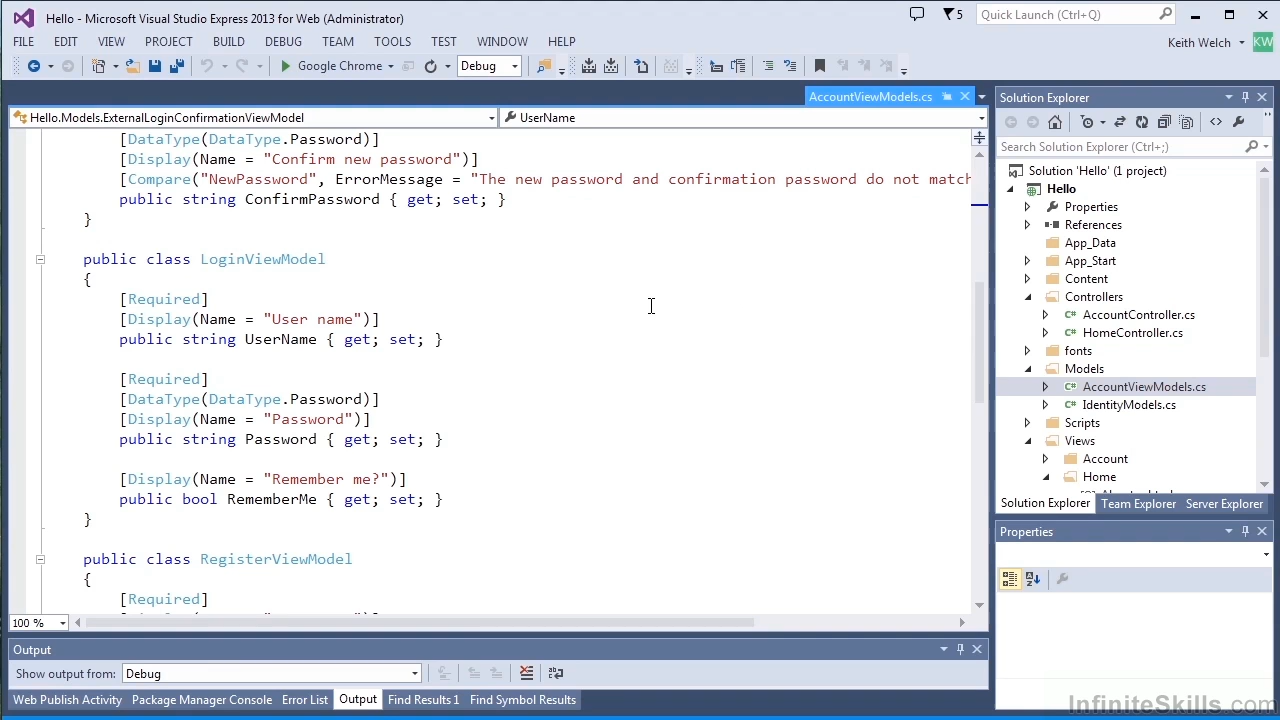 Hello - Microsoft Visual Studio Express 2013 for Web (Administrator)
5
Quick Launch (Ctrl+Q)
FILE EDIT VIEW PROJECT BUILD DEBUG TEAM TOOLS TEST WINDOW HELP
Keith Welch
KW
Google Chrome
Debug
AccountViewModels.cs
Hello.Models.ExternalLoginConfirmationViewModel
UserName
[DataType(DataType.Password)]
[Display(Name = "Confirm new password")]
[Compare("NewPassword", ErrorMessage = "The new password and confirmation password do not match
public string ConfirmPassword { get; set; }
}
public class LoginViewModel
{
[Required]
[Display(Name = "User name")]
public string UserName { get; set; }
[Required]
[DataType(DataType.Password)]
[Display(Name = "Password")]
public string Password { get; set; }
[Display(Name = "Remember me?")]
public bool RememberMe { get; set; }
}
public class RegisterViewModel
{
[Required]
100 %
Solution Explorer
Search Solution Explorer (Ctrl+;)
Solution 'Hello' (1 project)
Hello
Properties
References
App_Data
App_Start
Content
Controllers
C# AccountController.cs
C# HomeController.cs
fonts
Models
C# AccountViewModels.cs
C# IdentityModels.cs
Scripts
Views
Account
Home
Solution Explorer Team Explorer Server Explorer
Properties
Output
Show output from: Debug
Web Publish Activity Package Manager Console Error List Output Find Results 1 Find Symbol Results
InfiniteSkills.com